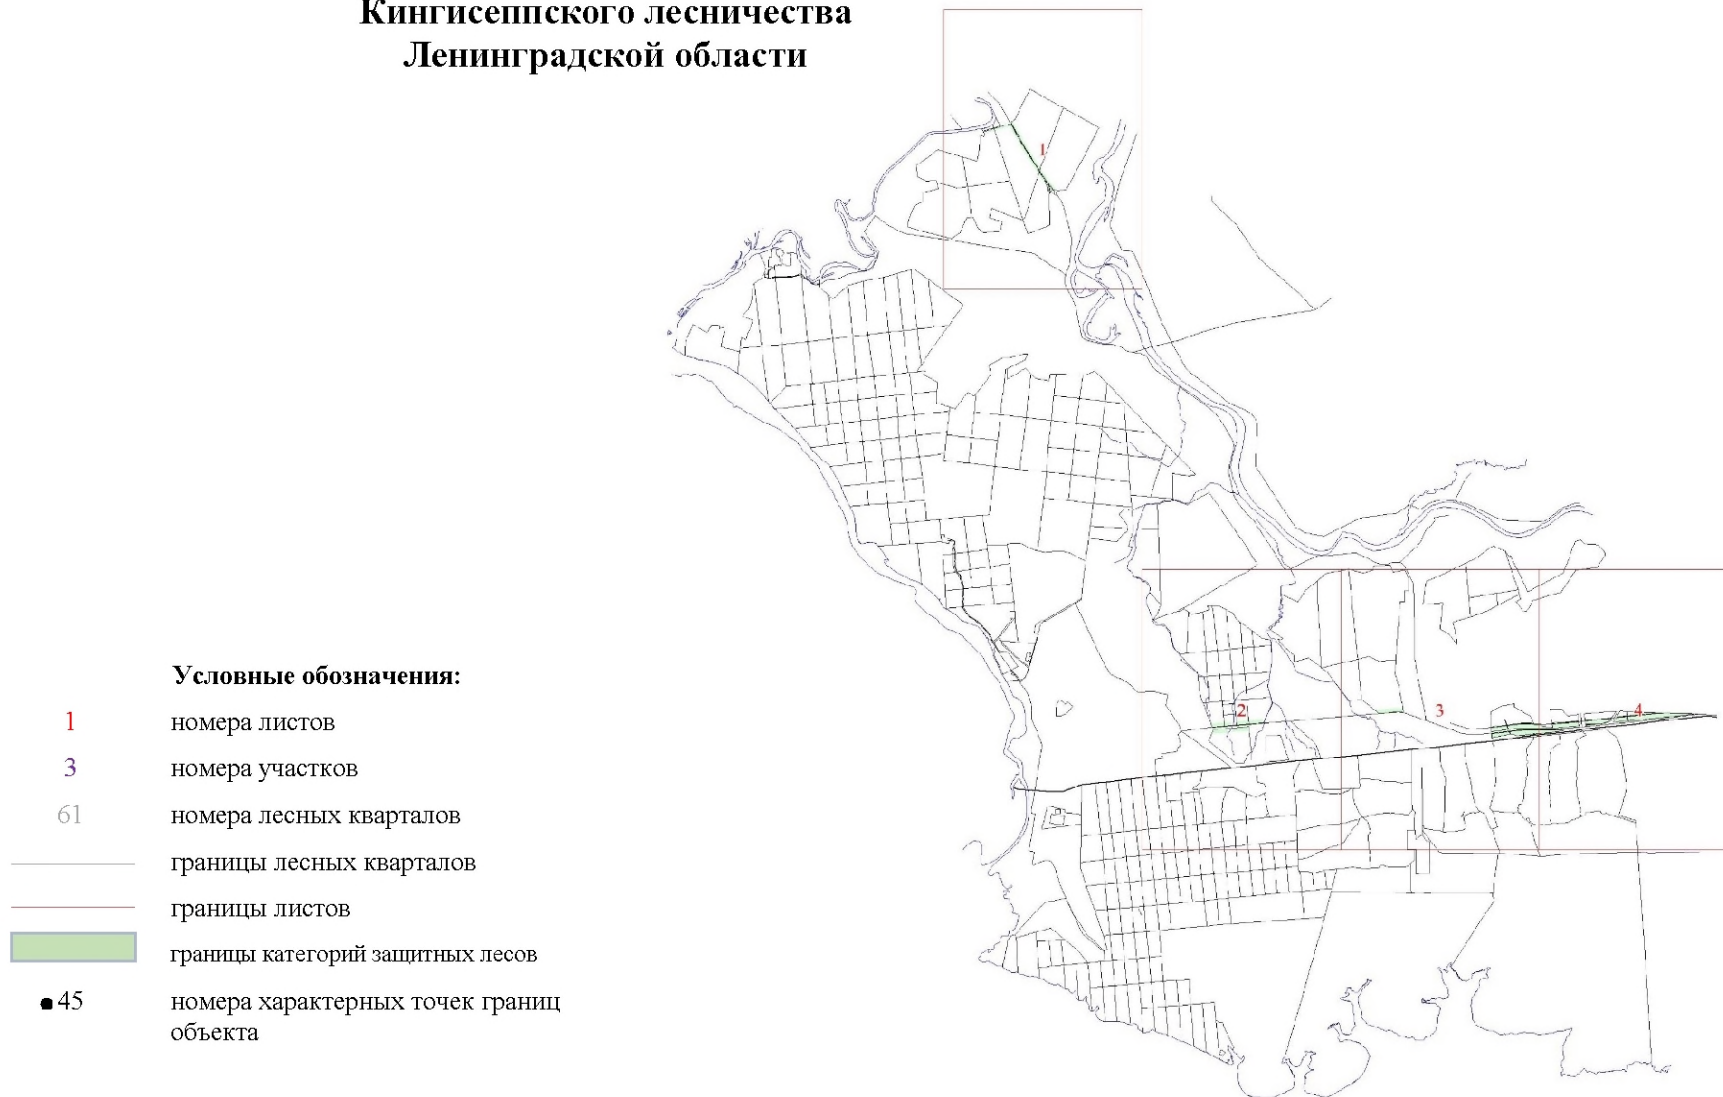 Кингисеппского лесничества
Ленинградской области
1
2
3
4
Условные обозначения:
1 номера листов
3 номера участков
61 номера лесных кварталов
границы лесных кварталов
границы листов
границы категорий защитных лесов
45 номера характерных точек границ
объекта